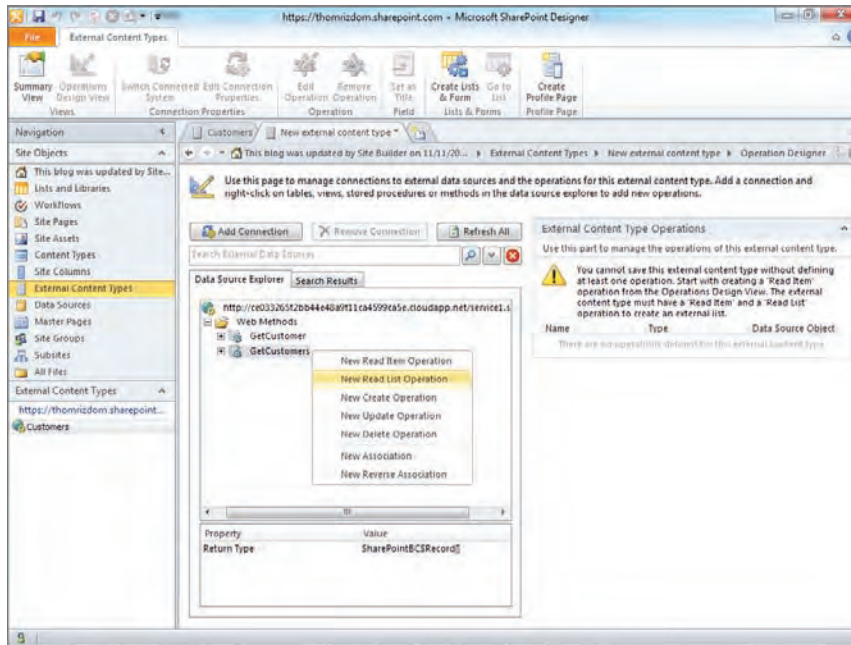 https://thomrizdom.sharepoint.com - Microsoft SharePoint Designer
File External Content Types
Summary View
Operations Design View
Switch Connected System
Edit Connection Properties
Edit Operation
Remove Operation
Set as Title
Create Lists & Form
Go to List
Create Profile Page
Views Connection Properties Operation Field Lists & Forms Profile Page
Navigation
Customers New external content type *
Site Objects
This blog was updated by Site Builder on 11/11/20... External Content Types New external content type Operation Designer
This blog was updated by Site...
Lists and Libraries
Workflows
Site Pages
Site Assets
Content Types
Site Columns
External Content Types
Data Sources
Master Pages
Site Groups
Subsites
All Files
External Content Types
https://thomrizdom.sharepoint...
Customers
Use this page to manage connections to external data sources and the operations for this external content type. Add a connection and
right-click on tables, views, stored procedures or methods in the data source explorer to add new operations.
Add Connection Remove Connection Refresh All
Search External Data Sources
Data Source Explorer Search Results
Web Methods
GetCustomer
GetCustomers
New Read Item Operation
New Read List Operation
New Create Operation
New Update Operation
New Delete Operation
New Association
New Reverse Association
Property Value
Return Type SharePointBCSRecord[]
External Content Type Operations
Use this part to manage the operations of this external content type.
You cannot save this external content type without defining
at least one operation. Start with creating a 'Read Item'
operation from the Operations Design View. The external
content type must have a 'Read Item' and a 'Read List'
operation to create an external list.
Name Type Data Source Object
There are no operations defined for this external content type.